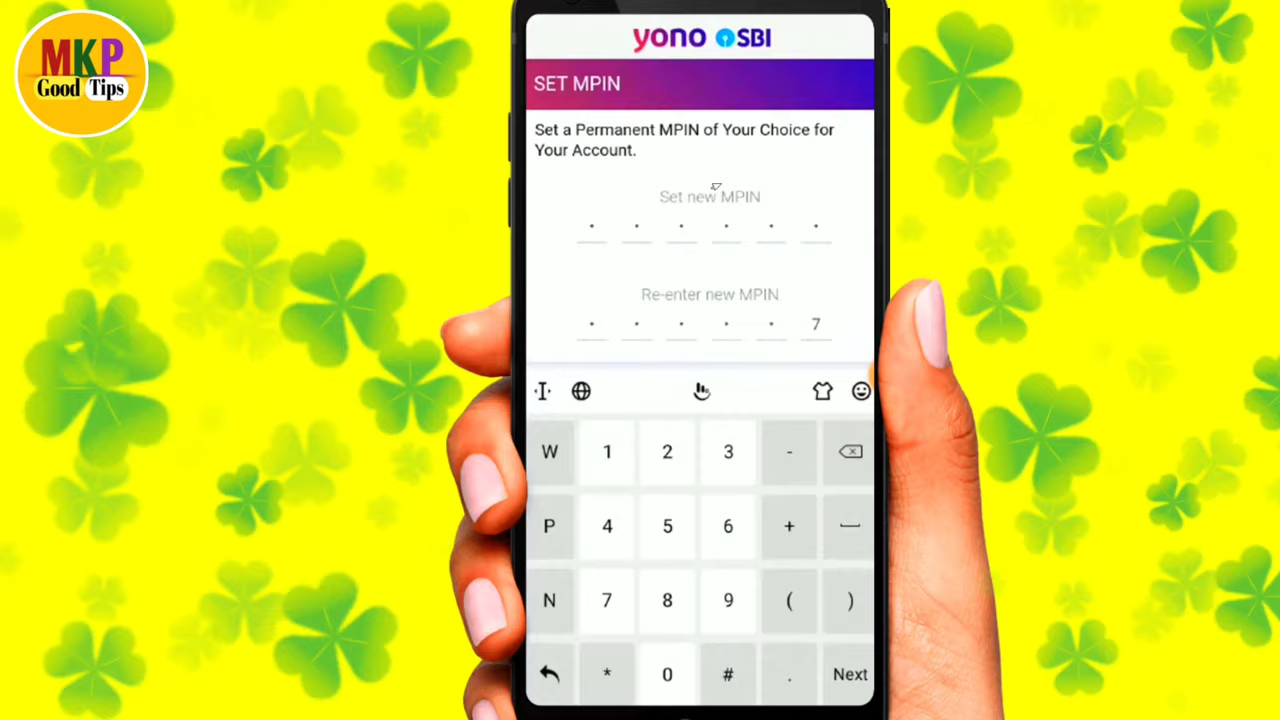 MKP
Good Tips
yono SBI
SET MPIN
Set a Permanent MPIN of Your Choice for
Your Account.
Set new MPIN
• • • • • •
Re-enter new MPIN
• • • • • 7
W 1 2 3 -
P 4 5 6 +
N 7 8 9 ( )
* 0 # . Next